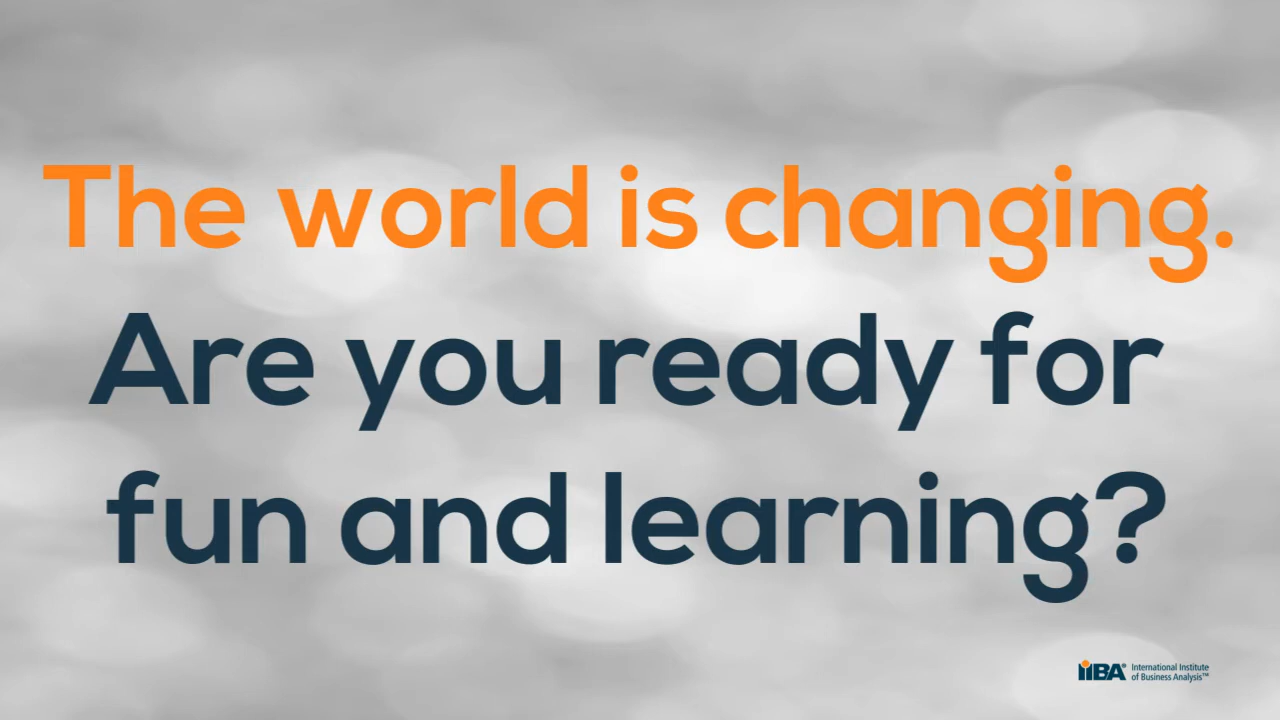 The world is changing.
Are you ready for
fun and learning?
IIBA® International Institute
of Business Analysis™